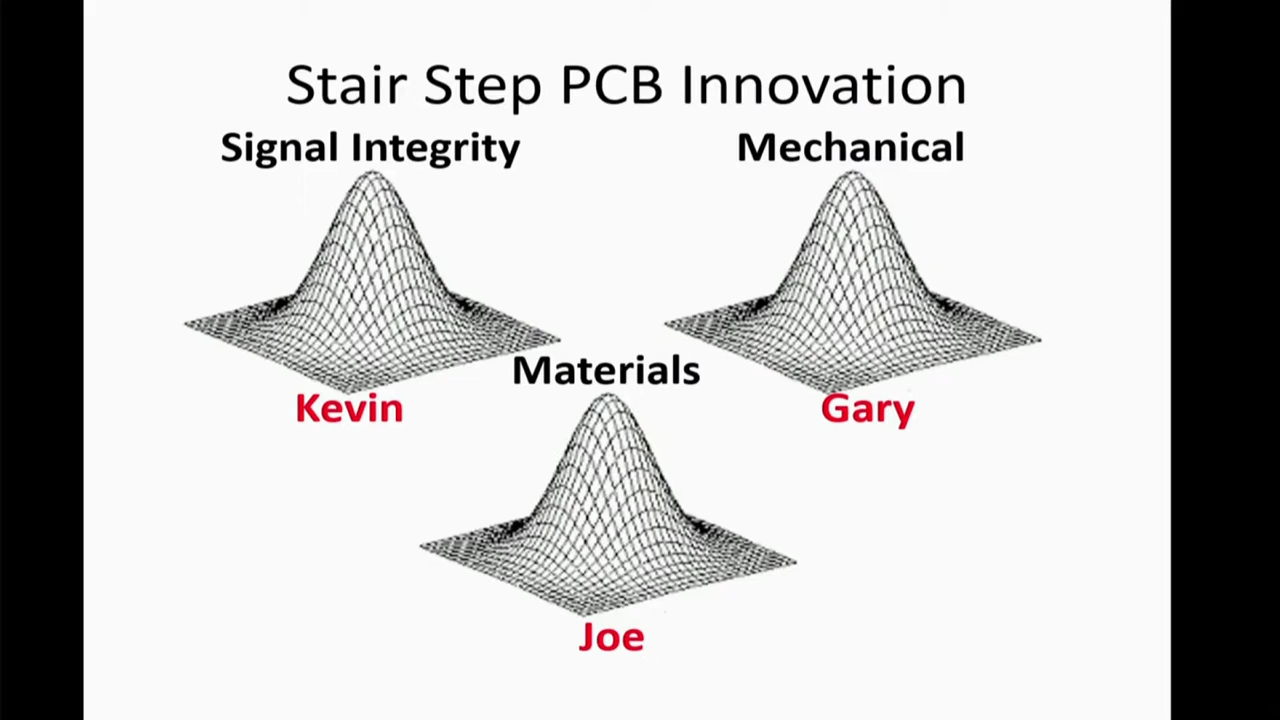 Stair Step PCB Innovation
Signal Integrity
Mechanical
Kevin
Gary
Materials
Joe